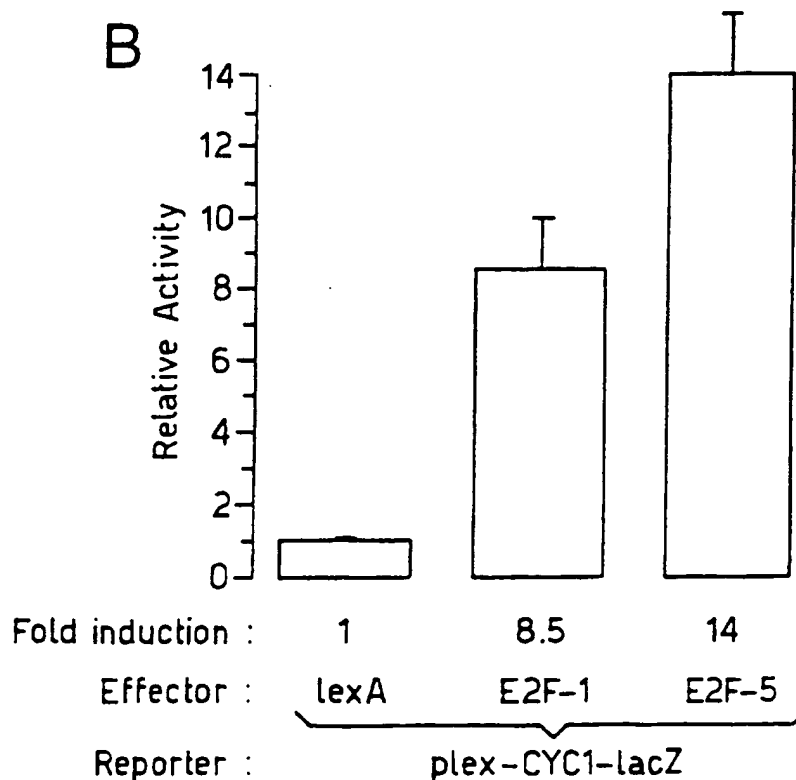 B
14
12
10
8
6
4
2
0
Relative Activity
Fold induction : 1 8.5 14
Effector : lexA E2F-1 E2F-5
Reporter : plex-CYC1-lacZ